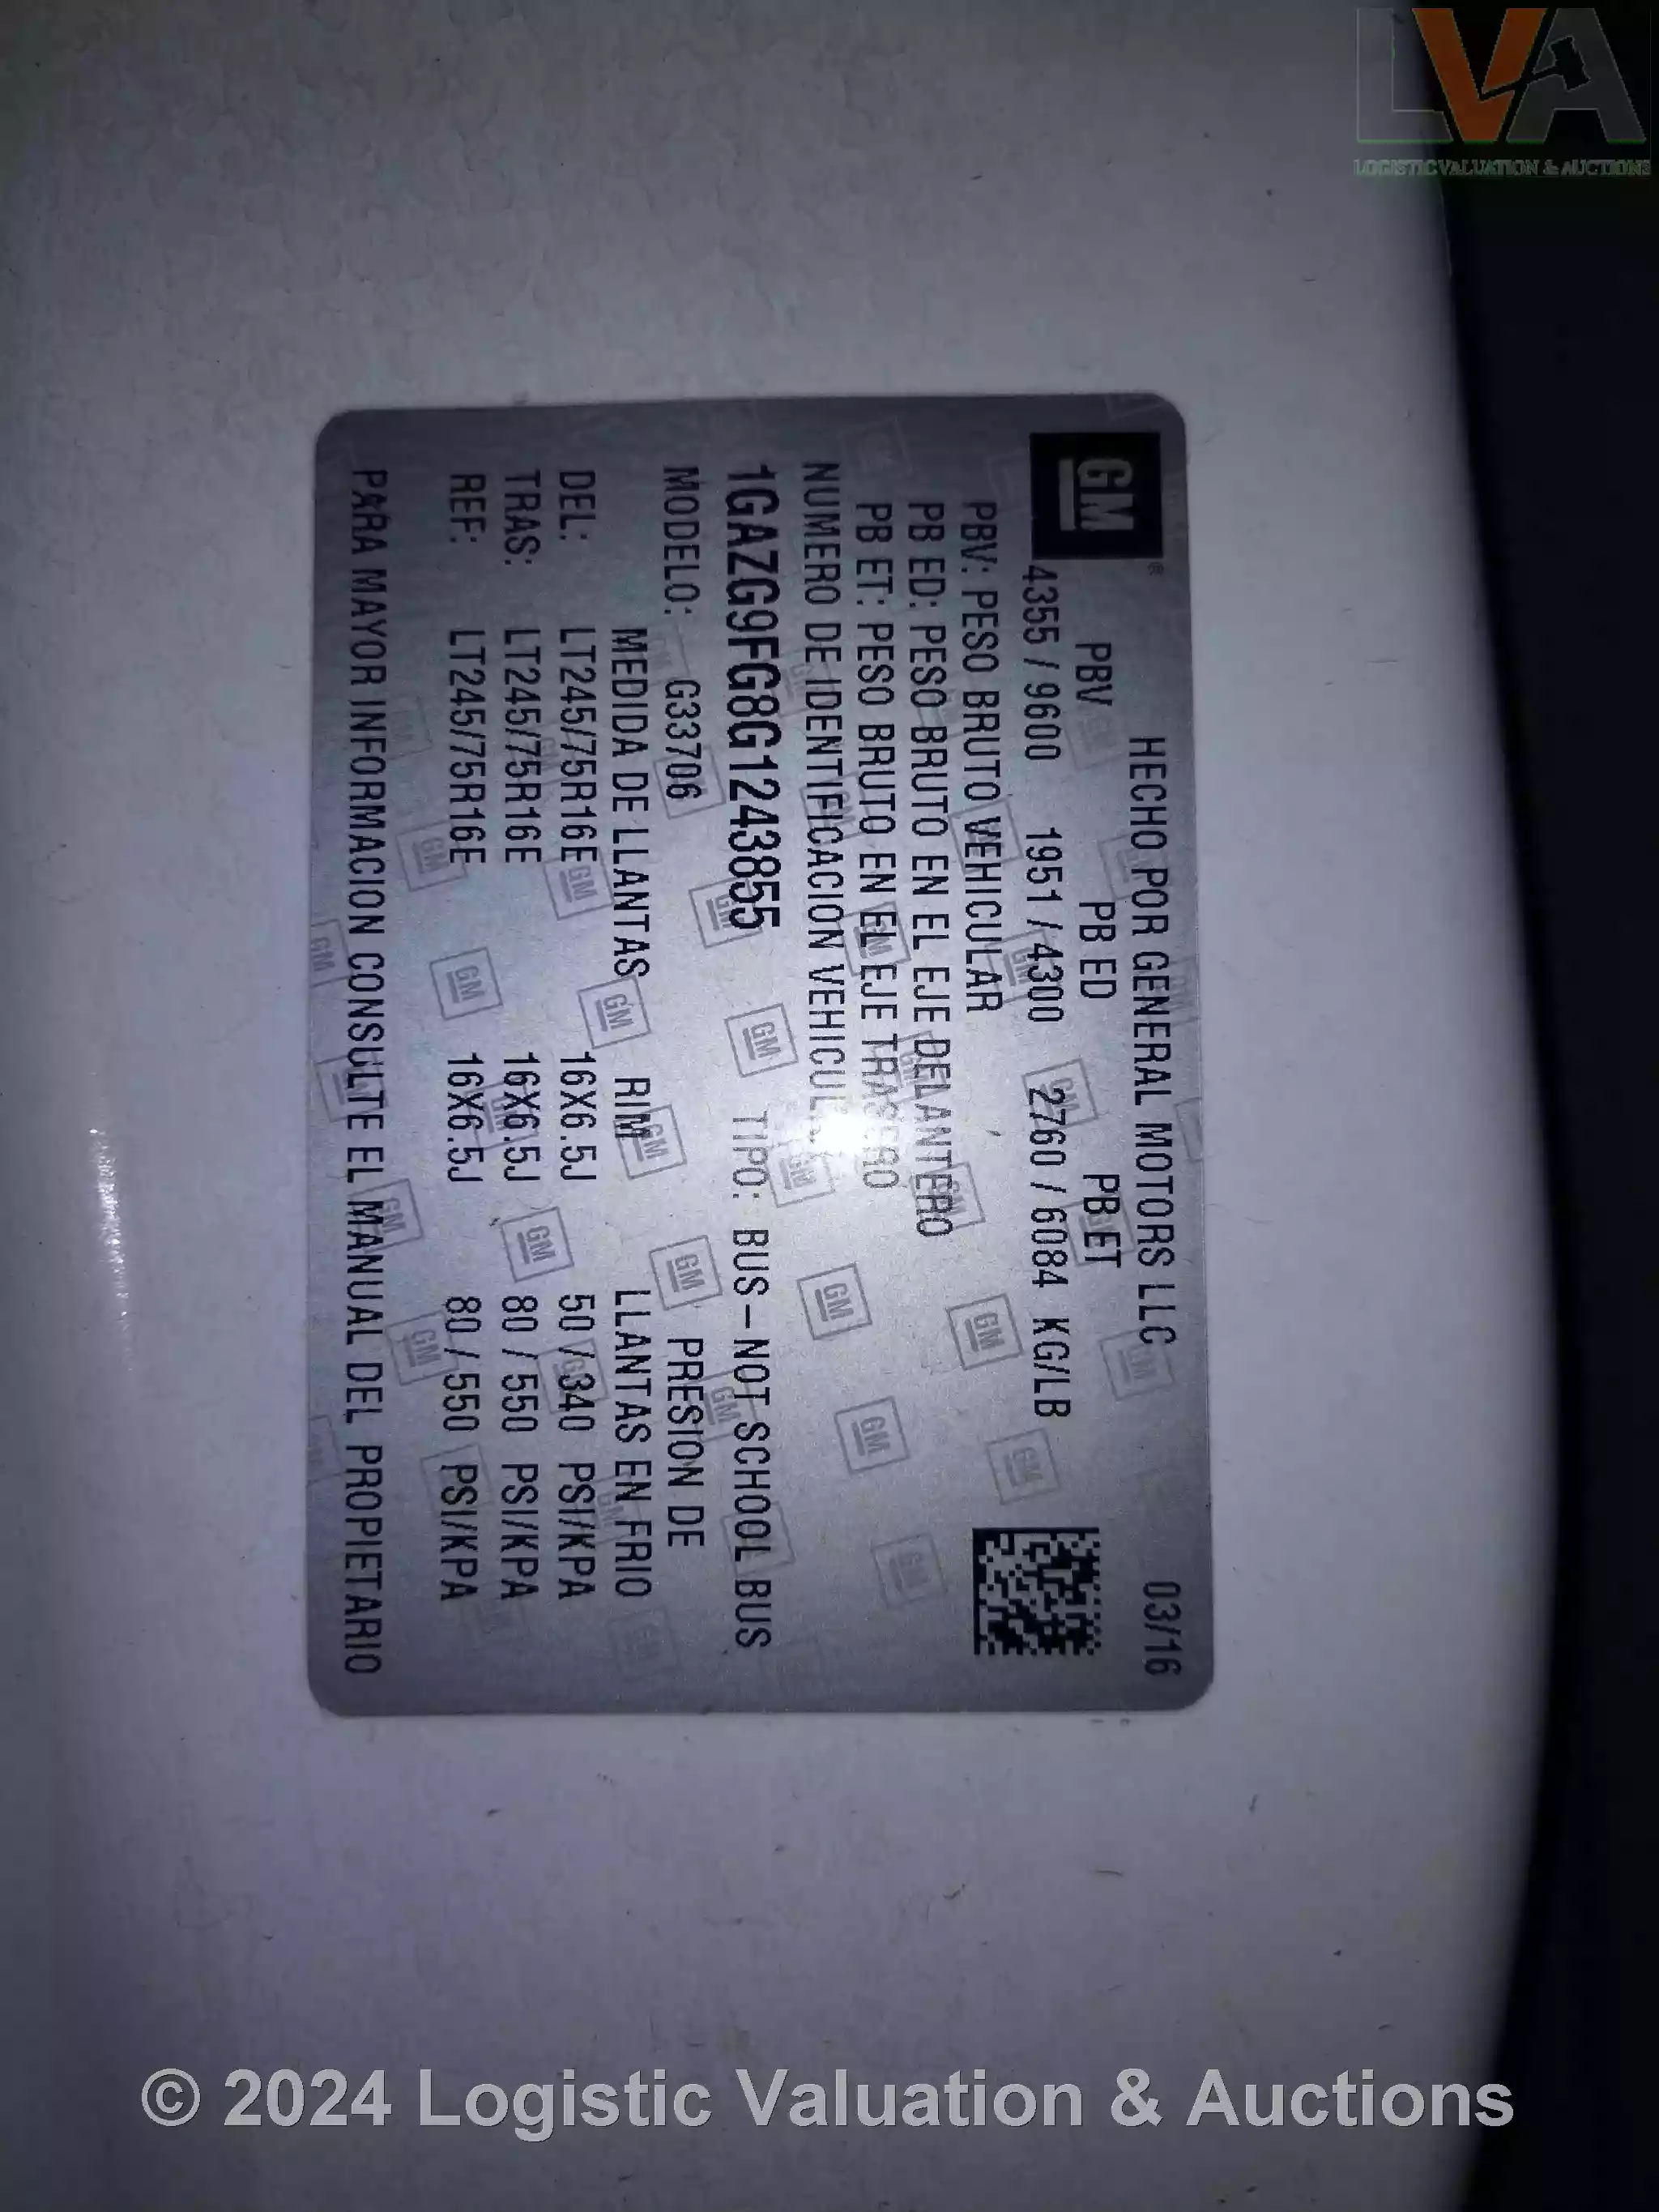 LVA
LOGISTIC VALUATION & AUCTIONS
GM®
HECHO POR GENERAL MOTORS LLC 03/16
PBV PB ED PB ET
4355 / 9600 1951 / 4300 2760 / 6084 KG/LB
PBV: PESO BRUTO VEHICULAR
PB ED: PESO BRUTO EN EL EJE DELANTERO
PB ET: PESO BRUTO EN EL EJE TRASERO
NUMERO DE IDENTIFICACION
1GAZG9FG8G1243855 TIPO: BUS–NOT SCHOOL BUS
MODELO: G33706 PRESION DE
MEDIDA DE LLANTAS RIM LLANTAS EN FRIO
DEL: LT245/75R16E 16X6.5J 50 / 340 PSI/KPA
TRAS: LT245/75R16E 16X6.5J 80 / 550 PSI/KPA
REF: LT245/75R16E 16X6.5J 80 / 550 PSI/KPA
PARA MAYOR INFORMACION CONSULTE EL MANUAL DEL PROPIETARIO
© 2024 Logistic Valuation & Auctions